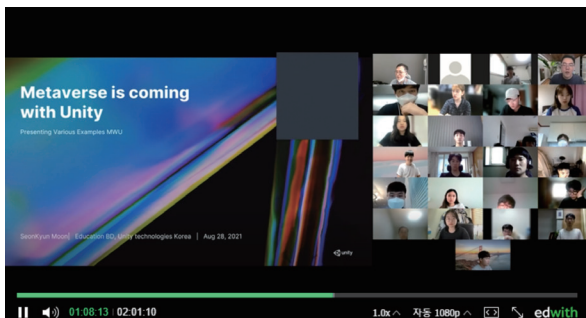 Metaverse is coming
with Unity
Presenting Various Examples MWU
SeonKyun Moon| Education BD, Unity technologies Korea | Aug 28, 2021
unity
01:08:13 02:01:10
1.0x
자동 1080p
edwith